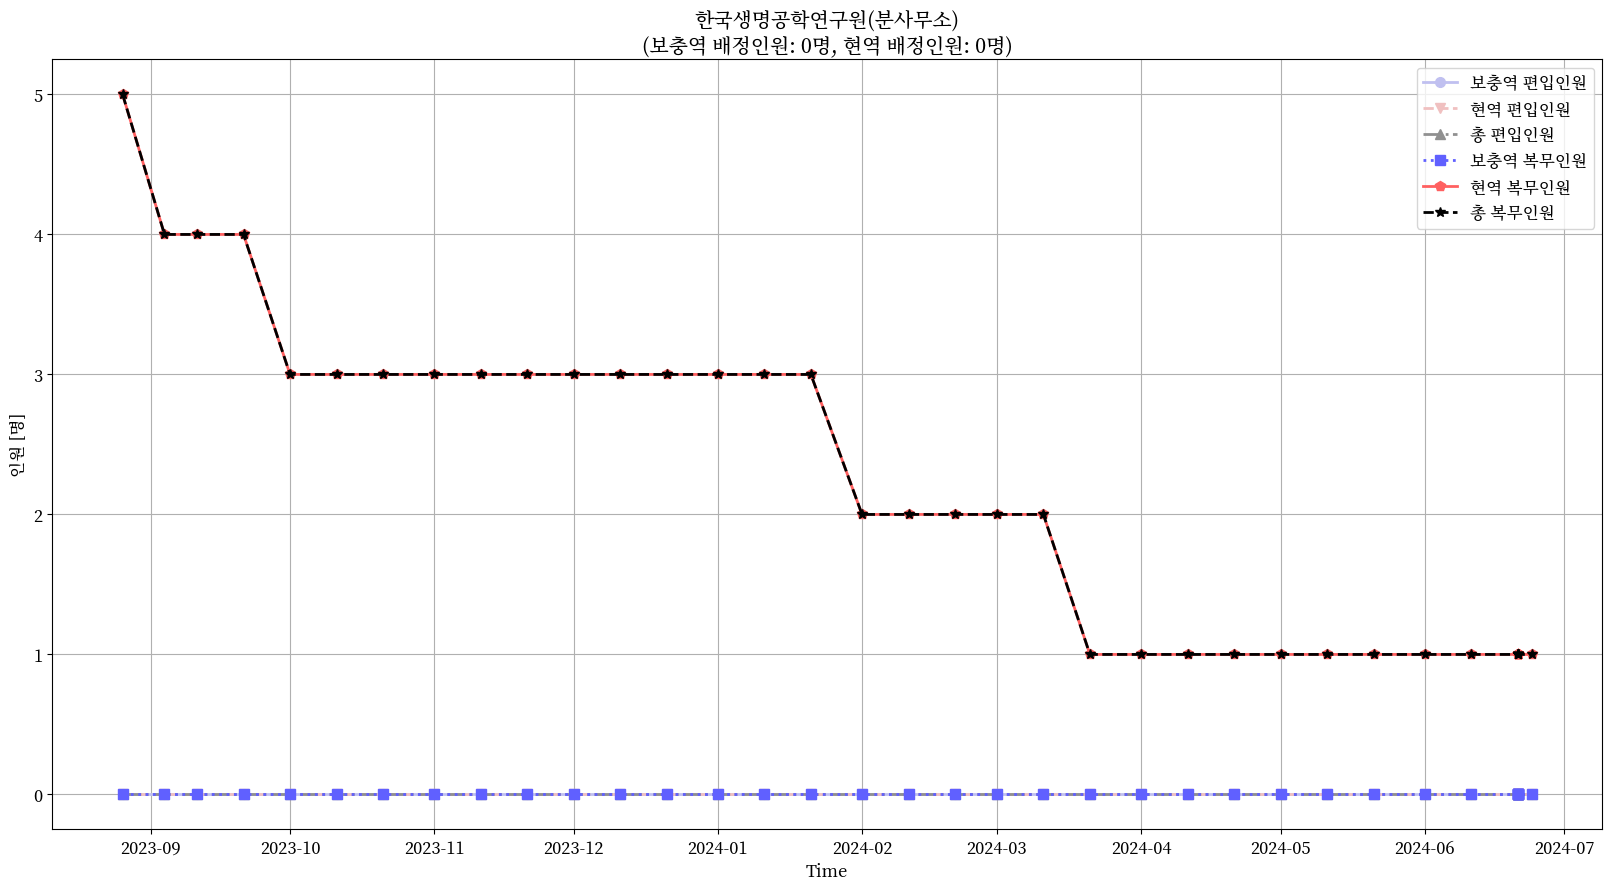 한국생명공학연구원(분사무소)
(보충역 배정인원: 0명, 현역 배정인원: 0명)
보충역 편입인원
현역 편입인원
총 편입인원
보충역 복무인원
현역 복무인원
총 복무인원
인원 [명]
5
4
3
2
1
0
2023-09 2023-10 2023-11 2023-12 2024-01 2024-02 2024-03 2024-04 2024-05 2024-06 2024-07
Time